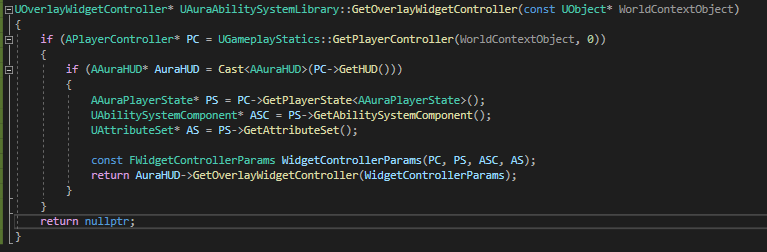 UOverlayWidgetController* UAuraAbilitySystemLibrary::GetOverlayWidgetController(const UObject* WorldContextObject)
{
    if (APlayerController* PC = UGameplayStatics::GetPlayerController(WorldContextObject, 0))
    {
        if (AAuraHUD* AuraHUD = Cast<AAuraHUD>(PC->GetHUD()))
        {
            AAuraPlayerState* PS = PC->GetPlayerState<AAuraPlayerState>();
            UAbilitySystemComponent* ASC = PS->GetAbilitySystemComponent();
            UAttributeSet* AS = PS->GetAttributeSet();

            const FWidgetControllerParams WidgetControllerParams(PC, PS, ASC, AS);
            return AuraHUD->GetOverlayWidgetController(WidgetControllerParams);
        }
    }
    return nullptr;
}